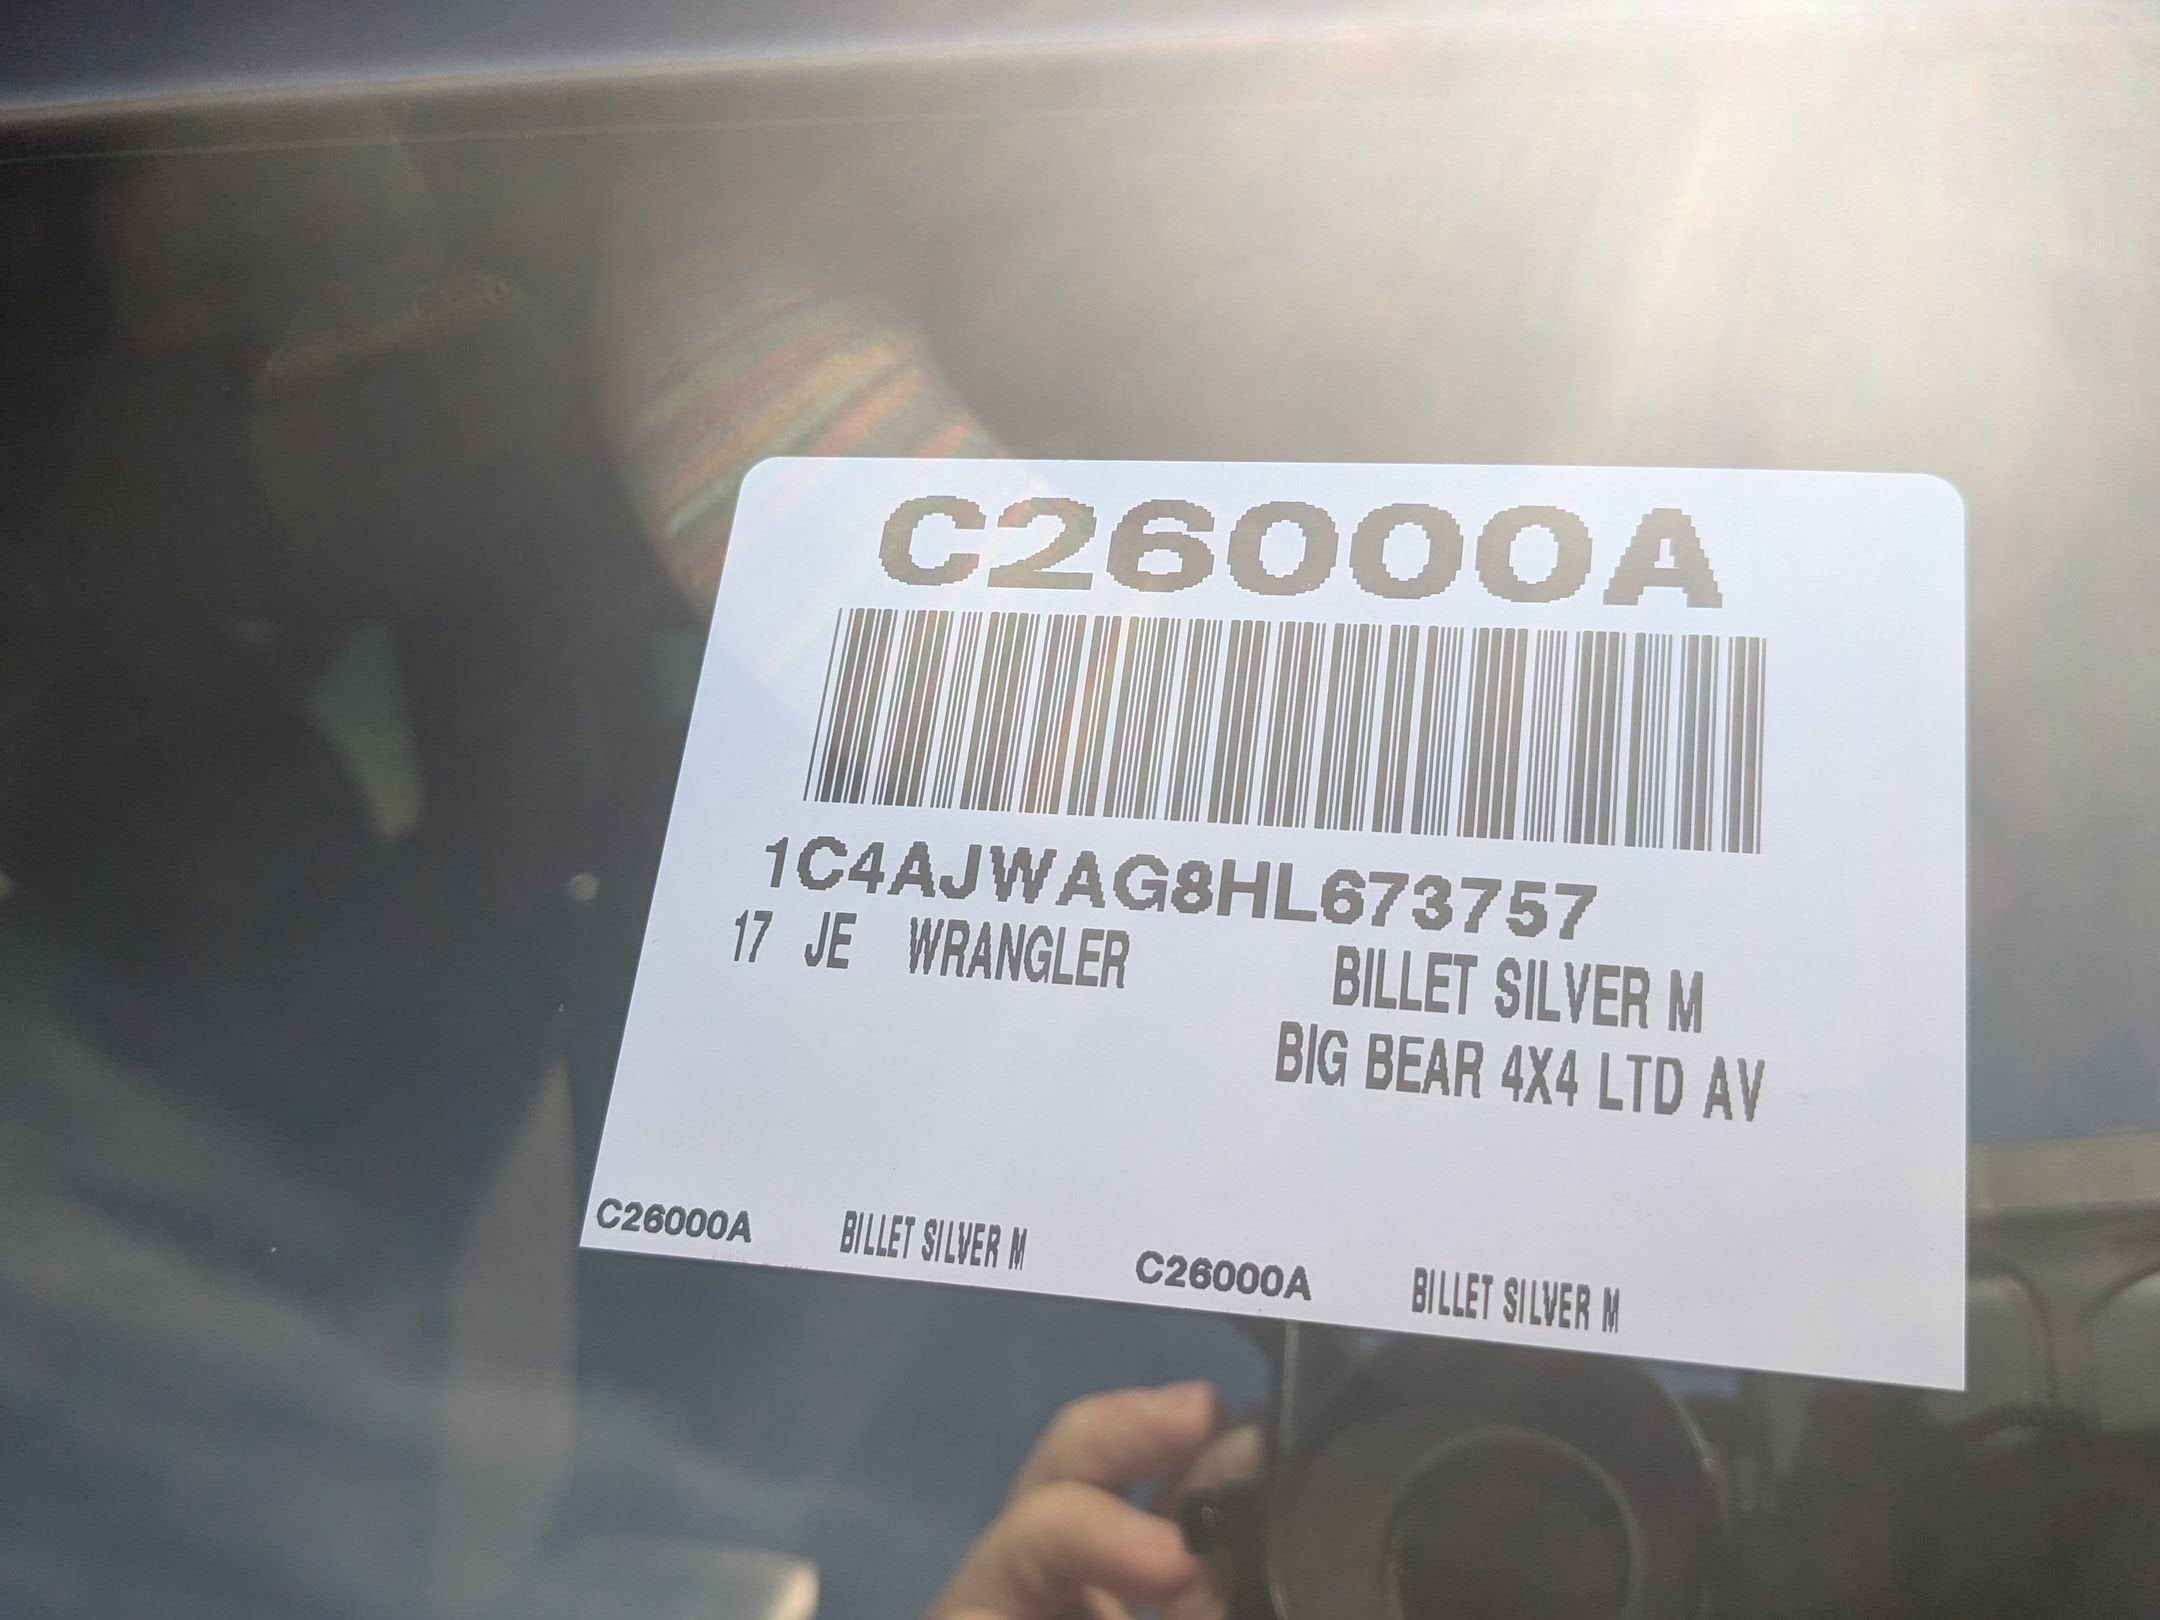 C26000A
1C4AJWAG8HL673757
17 JE WRANGLER BILLET SILVER M
BIG BEAR 4X4 LTD AV
C26000A BILLET SILVER M C26000A BILLET SILVER M